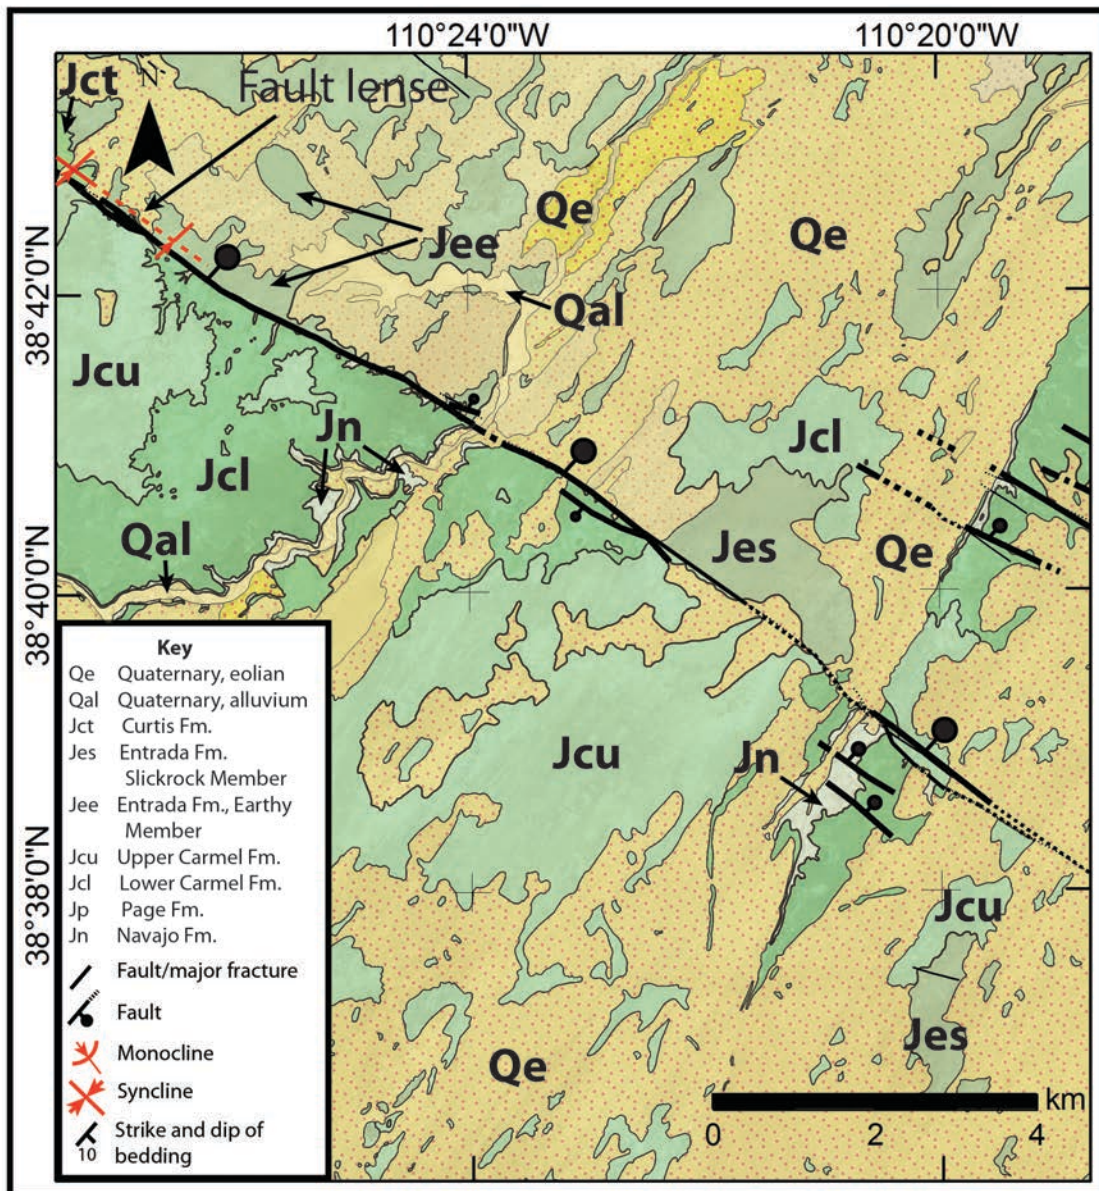 110°24'0"W 110°20'0"W
Jct N Fault lense
Qe Qe
Jee
38°42'0"N
Qal
Jcu
Jn Jcl
Jcl
Qal Jes Qe
38°40'0"N
Key
Qe Quaternary, eolian
Qal Quaternary, alluvium
Jct Curtis Fm.
Jes Entrada Fm.
Slickrock Member
Jee Entrada Fm., Earthy
Member
Jcu Upper Carmel Fm.
Jcl Lower Carmel Fm.
Jp Page Fm.
Jn Navajo Fm.
Fault/major fracture
Fault
Monocline
Syncline
Strike and dip of
10 bedding
Jcu Jn
38°38'0"N
Jcu
Jes
Qe
km
0 2 4